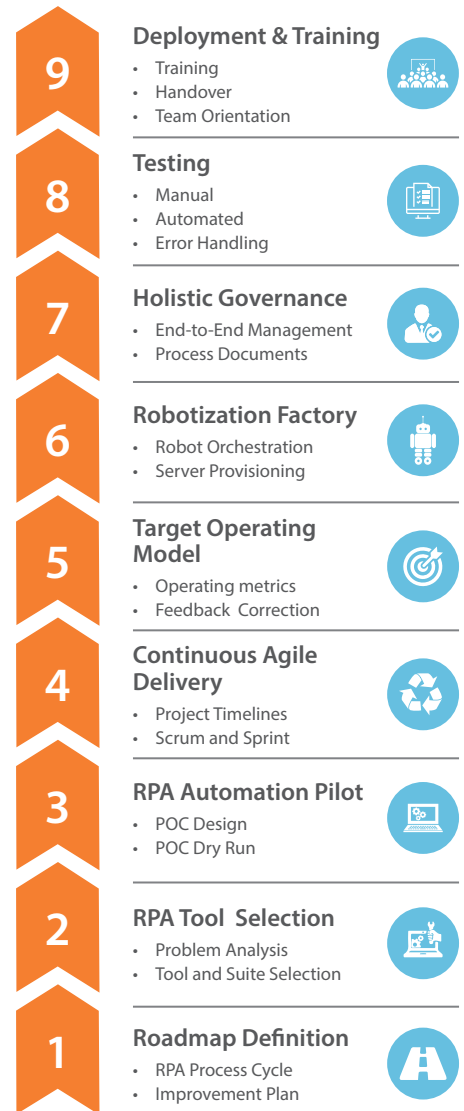 9
Deployment & Training
• Training
• Handover
• Team Orientation
8
Testing
• Manual
• Automated
• Error Handling
7
Holistic Governance
• End-to-End Management
• Process Documents
6
Robotization Factory
• Robot Orchestration
• Server Provisioning
5
Target Operating
Model
• Operating metrics
• Feedback Correction
4
Continuous Agile
Delivery
• Project Timelines
• Scrum and Sprint
3
RPA Automation Pilot
• POC Design
• POC Dry Run
2
RPA Tool Selection
• Problem Analysis
• Tool and Suite Selection
1
Roadmap Definition
• RPA Process Cycle
• Improvement Plan